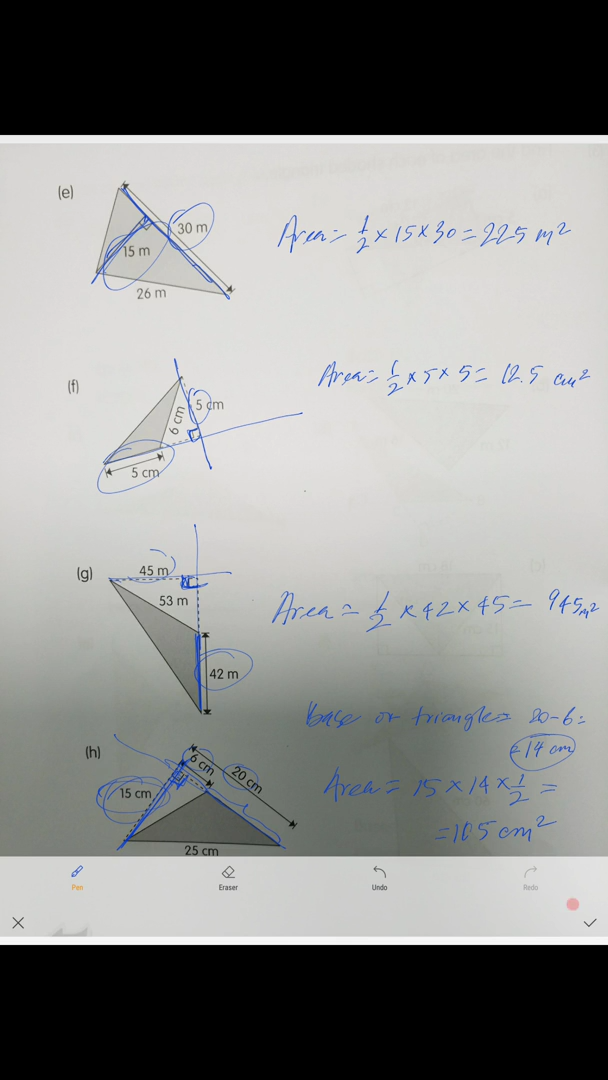 (e)
30 m
15 m
26 m
Area = 1/2 × 15 × 30 = 225 m²
(f)
5 cm
6 cm
5 cm
Area = 1/2 × 5 × 5 = 12.5 cm²
(g)
45 m
53 m
42 m
Area = 1/2 × 42 × 45 = 945 m²
base or triangle = 20-6 =
= 14 cm
(h)
6 cm
20 cm
15 cm
25 cm
Area = 15 × 14 × 1/2 =
= 105 cm²
Pen
Eraser
Undo
Redo